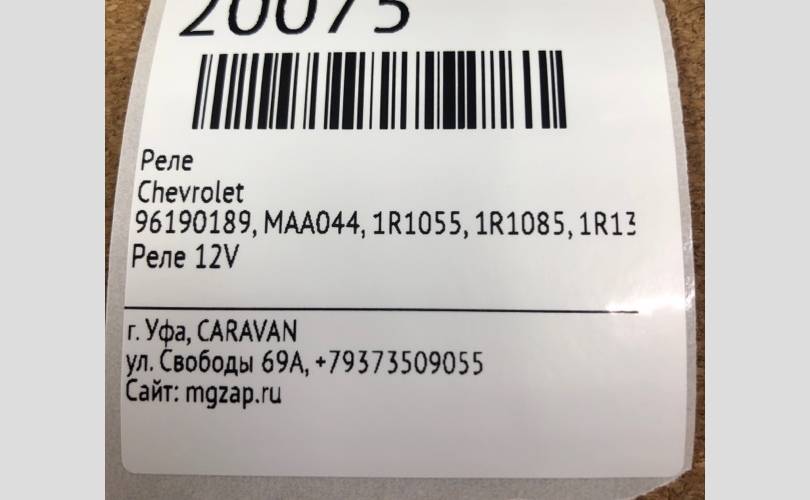 20075
Реле
Chevrolet
96190189, MAA044, 1R1055, 1R1085, 1R13
Реле 12V
г. Уфа, CARAVAN
ул. Свободы 69А, +79373509055
Сайт: mgzap.ru